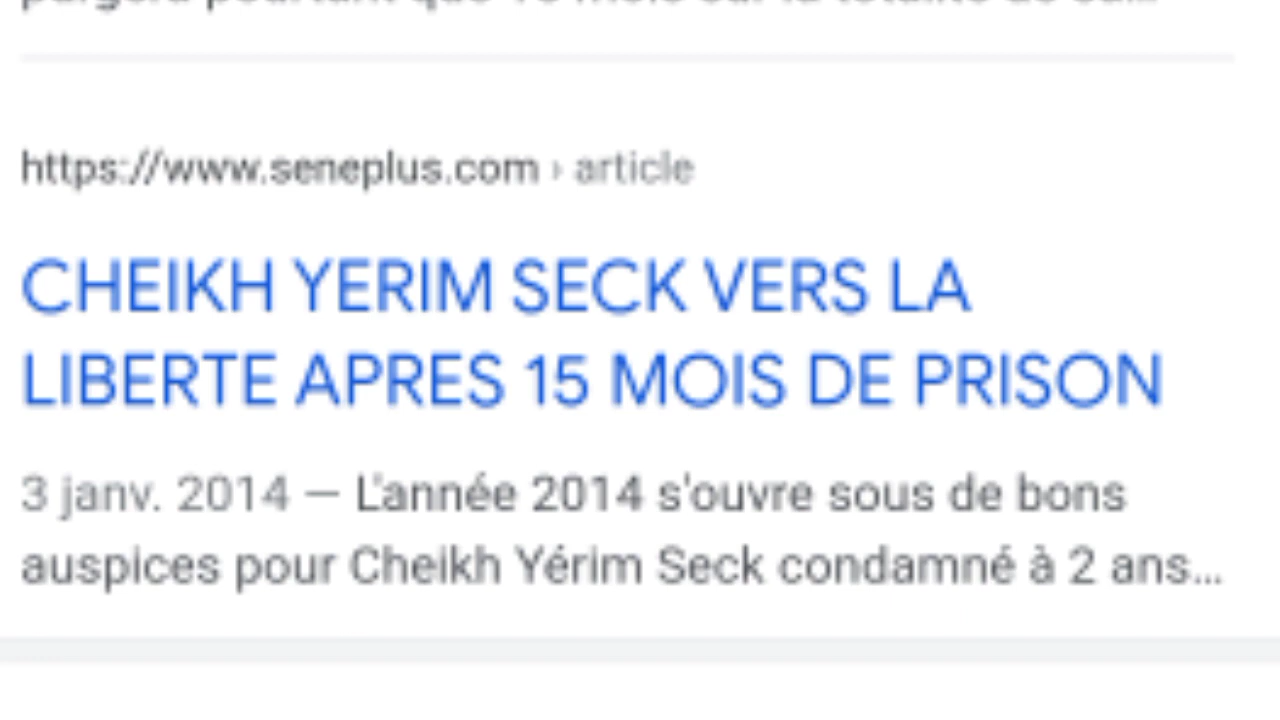 https://www.seneplus.com › article
CHEIKH YERIM SECK VERS LA
LIBERTE APRES 15 MOIS DE PRISON
3 janv. 2014 — L'année 2014 s'ouvre sous de bons
auspices pour Cheikh Yérim Seck condamné à 2 ans...